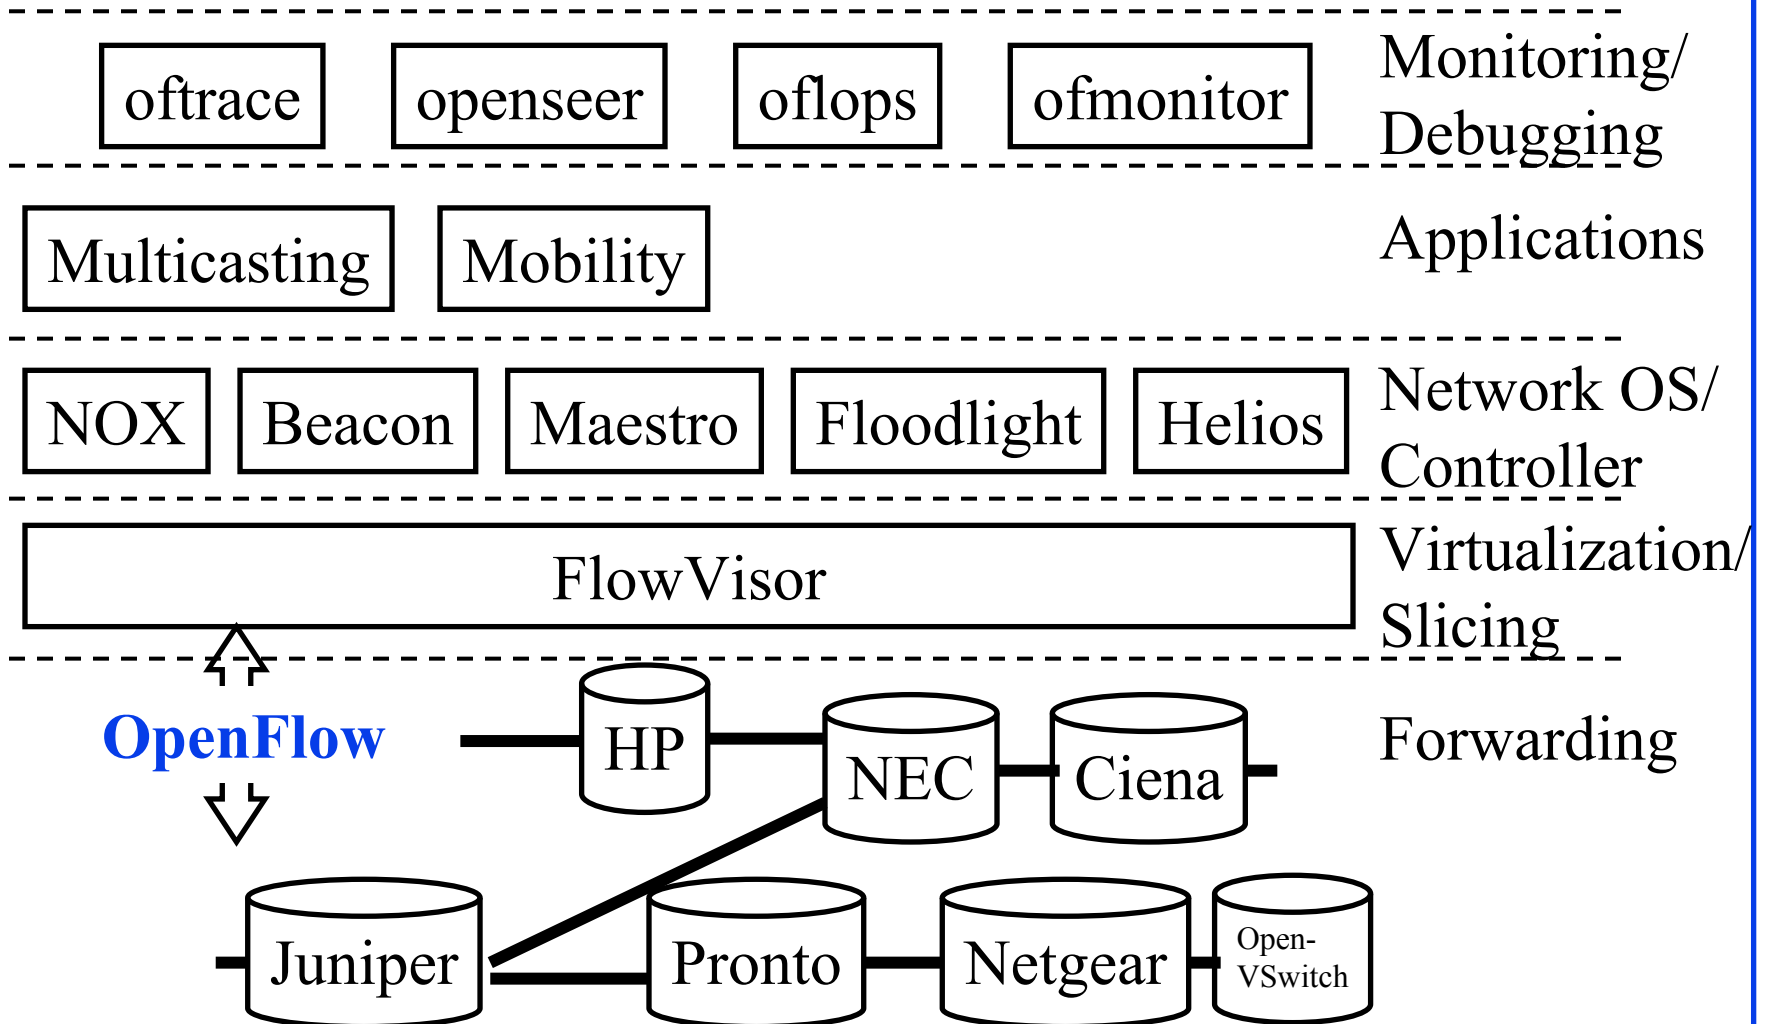 oftrace openseer oflops ofmonitor
Monitoring/
Debugging
Multicasting Mobility
Applications
NOX Beacon Maestro Floodlight Helios
Network OS/
Controller
FlowVisor
Virtualization/
Slicing
OpenFlow
HP NEC Ciena
Forwarding
Juniper Pronto Netgear
Open-
VSwitch